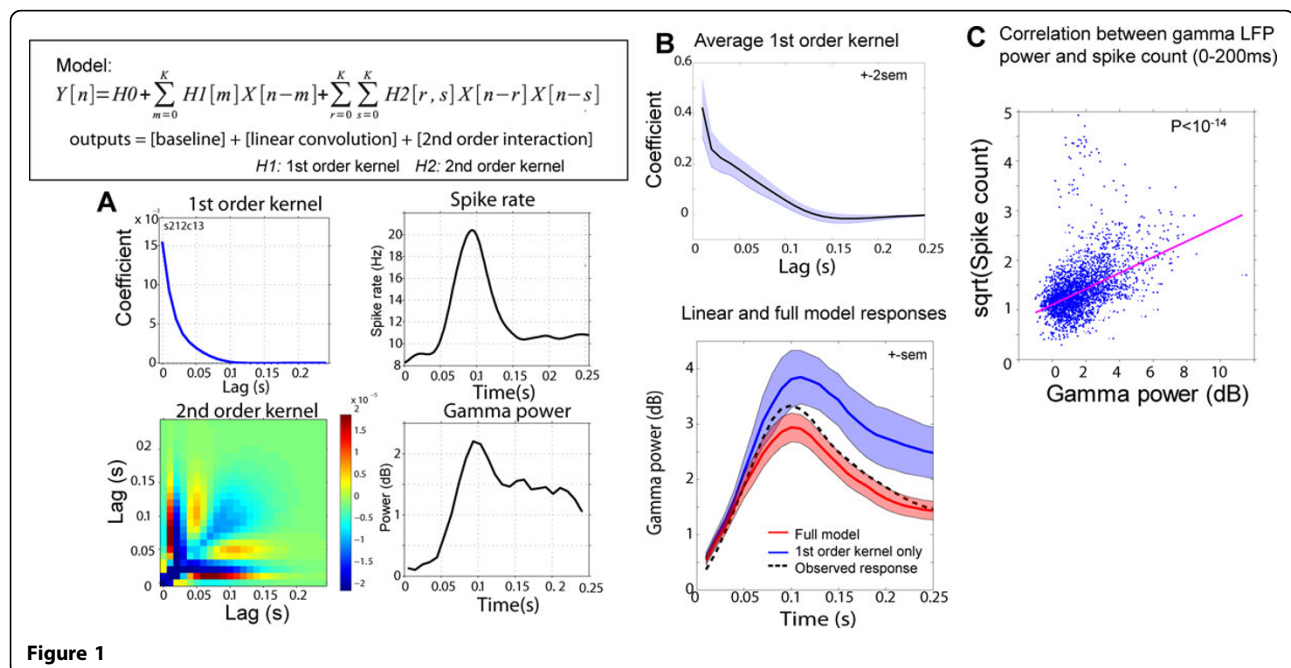 Model:
Y[n]=H0+∑_{m=0}^{K} H1[m]X[n-m]+∑_{r=0}^{K}∑_{s=0}^{K} H2[r,s]X[n-r]X[n-s]
outputs = [baseline] + [linear convolution] + [2nd order interaction]
H1: 1st order kernel H2: 2nd order kernel
A
1st order kernel
x 10⁻³
s212c13
Coefficient
15
10
5
0
0 0.05 0.1 0.15 0.2
Lag (s)
Spike rate
Spike rate (Hz)
22
20
18
16
14
12
10
8
0 0.05 0.1 0.15 0.2 0.25
Time(s)
2nd order kernel
x 10⁻⁵
Lag (s)
0.2
0.15
0.1
0.05
0
0 0.05 0.1 0.15 0.2
Lag (s)
2
1.5
1
0.5
0
-0.5
-1
-1.5
-2
Gamma power
Power (dB)
2
1
0
0 0.05 0.1 0.15 0.2 0.25
Time(s)
B
Average 1st order kernel
+-2sem
Coefficient
0.6
0.4
0.2
0
0 0.05 0.1 0.15 0.2 0.25
Lag (s)
Linear and full model responses
+-sem
Gamma power (dB)
4
3
2
1
0
0 0.05 0.1 0.15 0.2 0.25
Full model
1st order kernel only
Observed response
Time (s)
C
Correlation between gamma LFP
power and spike count (0-200ms)
P<10⁻¹⁴
sqrt(Spike count)
5
4
3
2
1
0
0 2 4 6 8 10
Gamma power (dB)
Figure 1